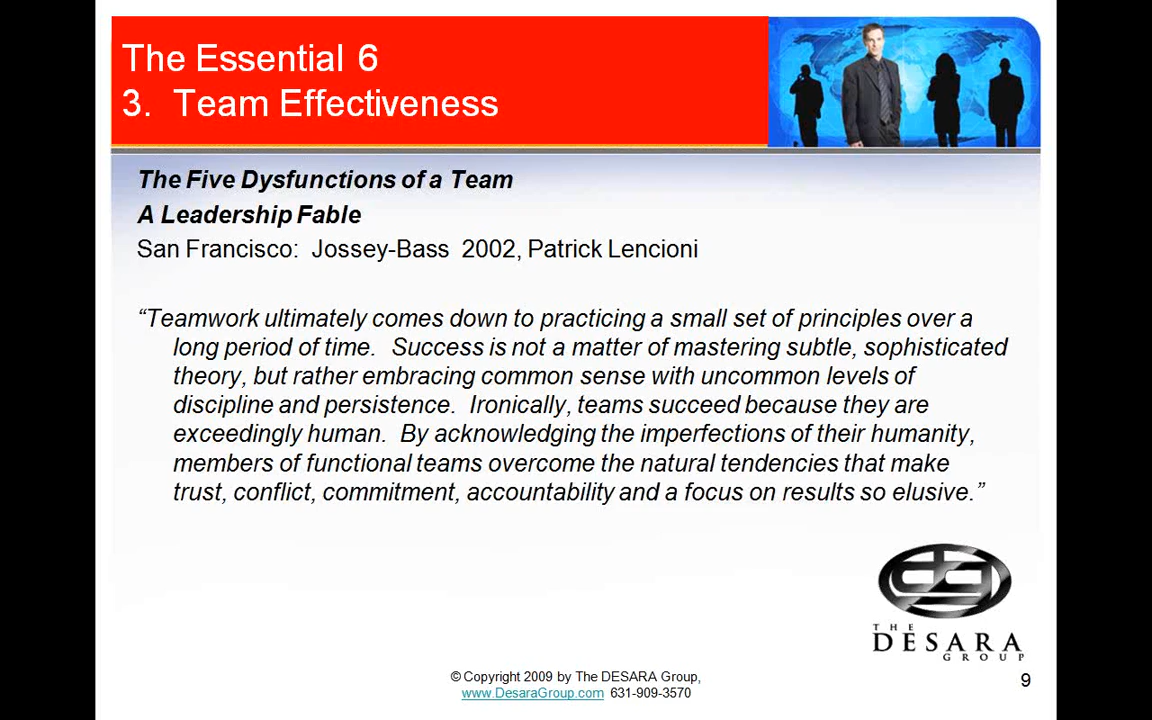 The Essential 6
3. Team Effectiveness
The Five Dysfunctions of a Team
A Leadership Fable
San Francisco: Jossey-Bass 2002, Patrick Lencioni
“Teamwork ultimately comes down to practicing a small set of principles over a
long period of time. Success is not a matter of mastering subtle, sophisticated
theory, but rather embracing common sense with uncommon levels of
discipline and persistence. Ironically, teams succeed because they are
exceedingly human. By acknowledging the imperfections of their humanity,
members of functional teams overcome the natural tendencies that make
trust, conflict, commitment, accountability and a focus on results so elusive.”
THE
DESARA
GROUP
© Copyright 2009 by The DESARA Group,
www.DesaraGroup.com 631-909-3570
9